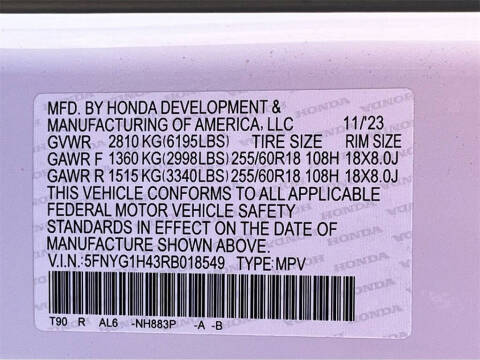 MFD. BY HONDA DEVELOPMENT &
MANUFACTURING OF AMERICA, LLC 11/'23
GVWR 2810 KG(6195LBS) TIRE SIZE RIM SIZE
GAWR F 1360 KG(2998LBS) 255/60R18 108H 18X8.0J
GAWR R 1515 KG(3340LBS) 255/60R18 108H 18X8.0J
THIS VEHICLE CONFORMS TO ALL APPLICABLE
FEDERAL MOTOR VEHICLE SAFETY
STANDARDS IN EFFECT ON THE DATE OF
MANUFACTURE SHOWN ABOVE.
V.I.N.:5FNYG1H43RB018549 TYPE:MPV
T90 R AL6 -NH883P -A -B